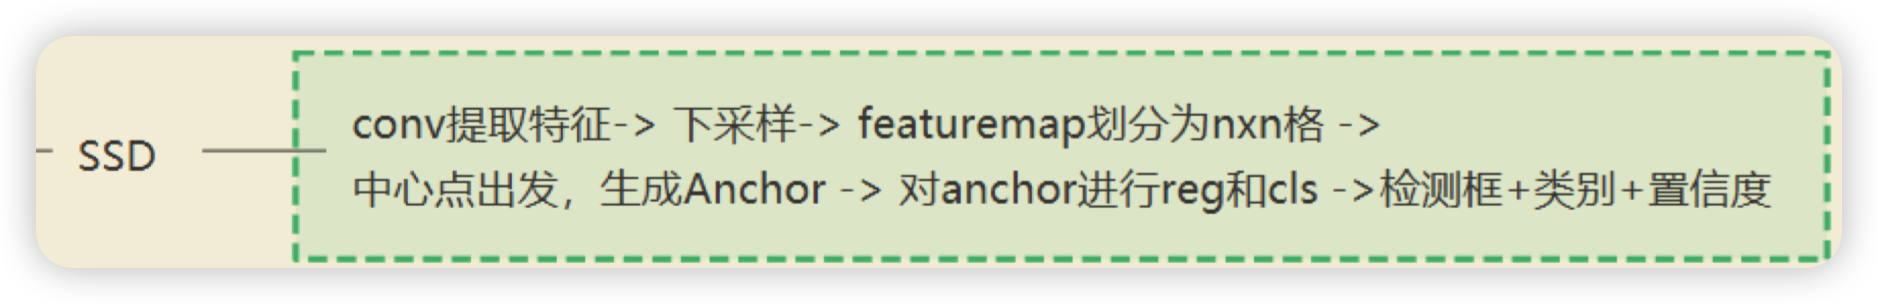 SSD
conv提取特征-> 下采样-> featuremap划分为nxn格 ->
中心点出发，生成Anchor -> 对anchor进行reg和cls ->检测框+类别+置信度